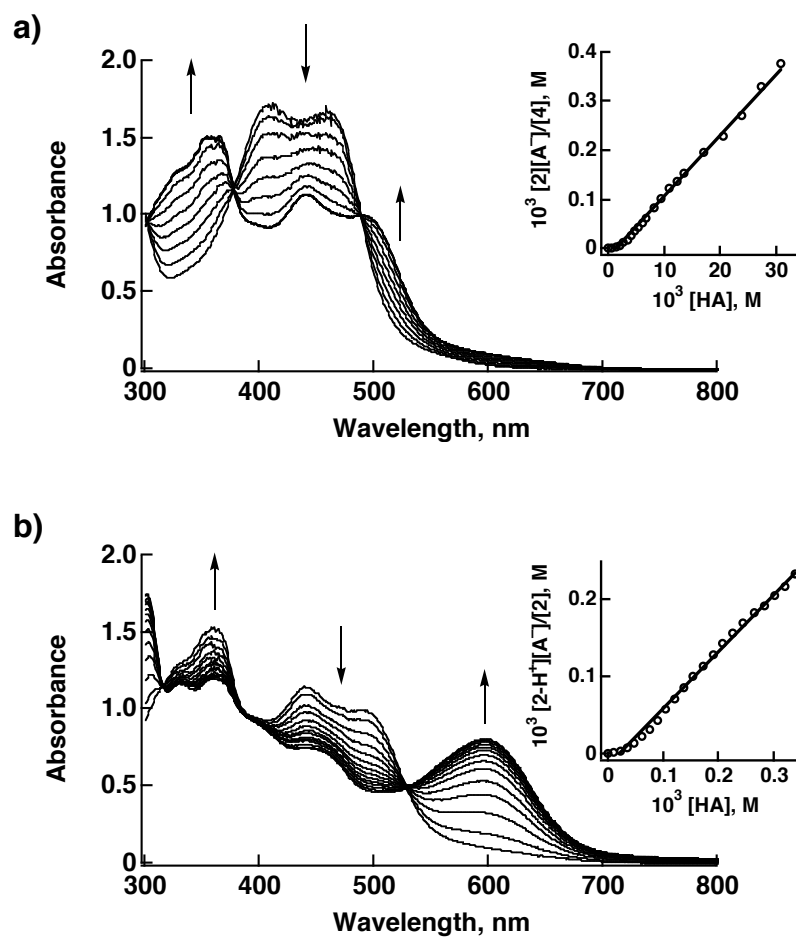 a)
2.0
1.5
1.0
0.5
0
Absorbance
300 400 500 600 700 800
Wavelength, nm
0.4
0.3
0.2
0.1
0
10³ [2][A⁻]/[4], M
0 10 20 30
10³ [HA], M
b)
2.0
1.5
1.0
0.5
0
Absorbance
300 400 500 600 700 800
Wavelength, nm
0.2
0.1
0
10³ [2-H⁺][A⁻]/[2], M
0 0.1 0.2 0.3
10³ [HA], M